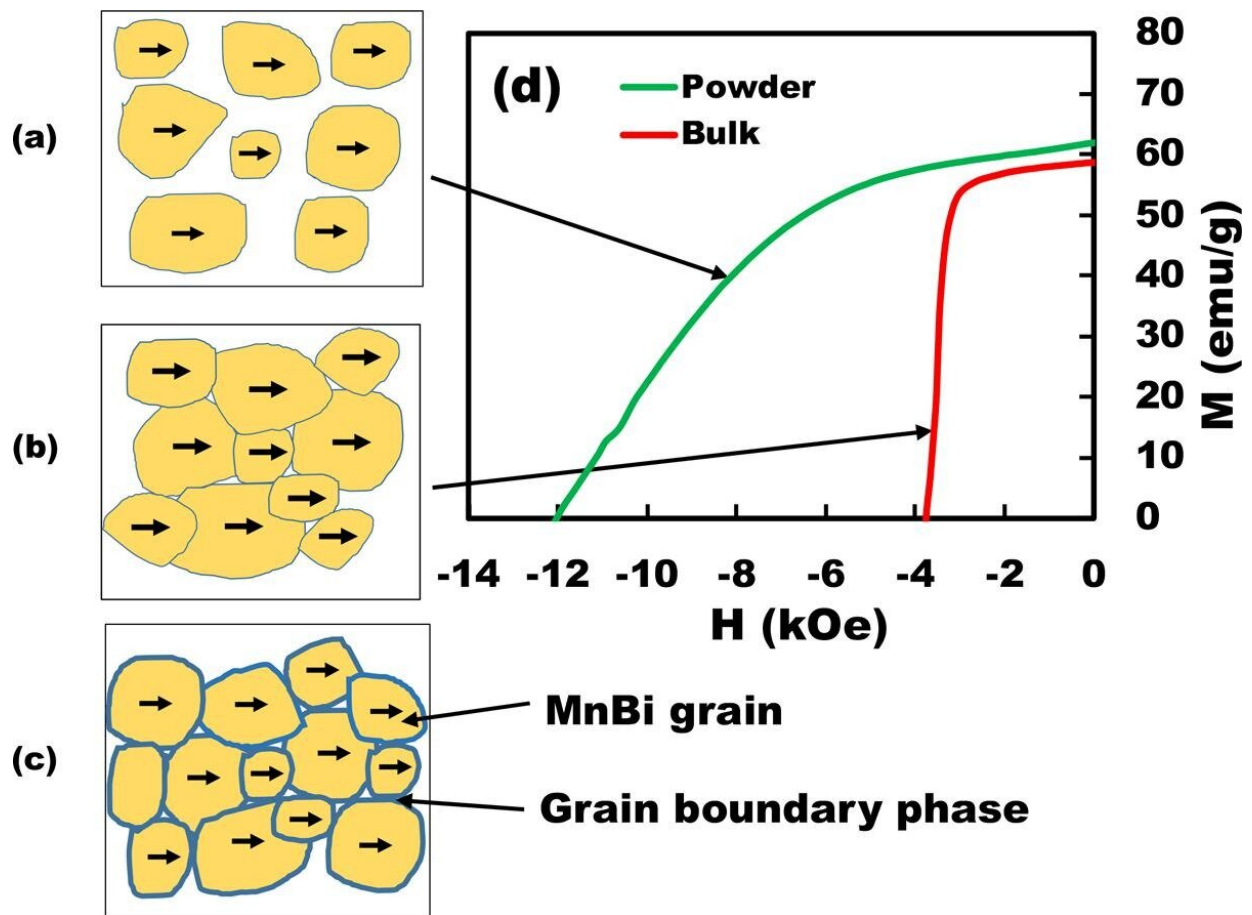 (a)
(b)
(c)
(d)
Powder
Bulk
80
70
60
50
40
30
20
10
0
M (emu/g)
-14 -12 -10 -8 -6 -4 -2 0
H (kOe)
MnBi grain
Grain boundary phase